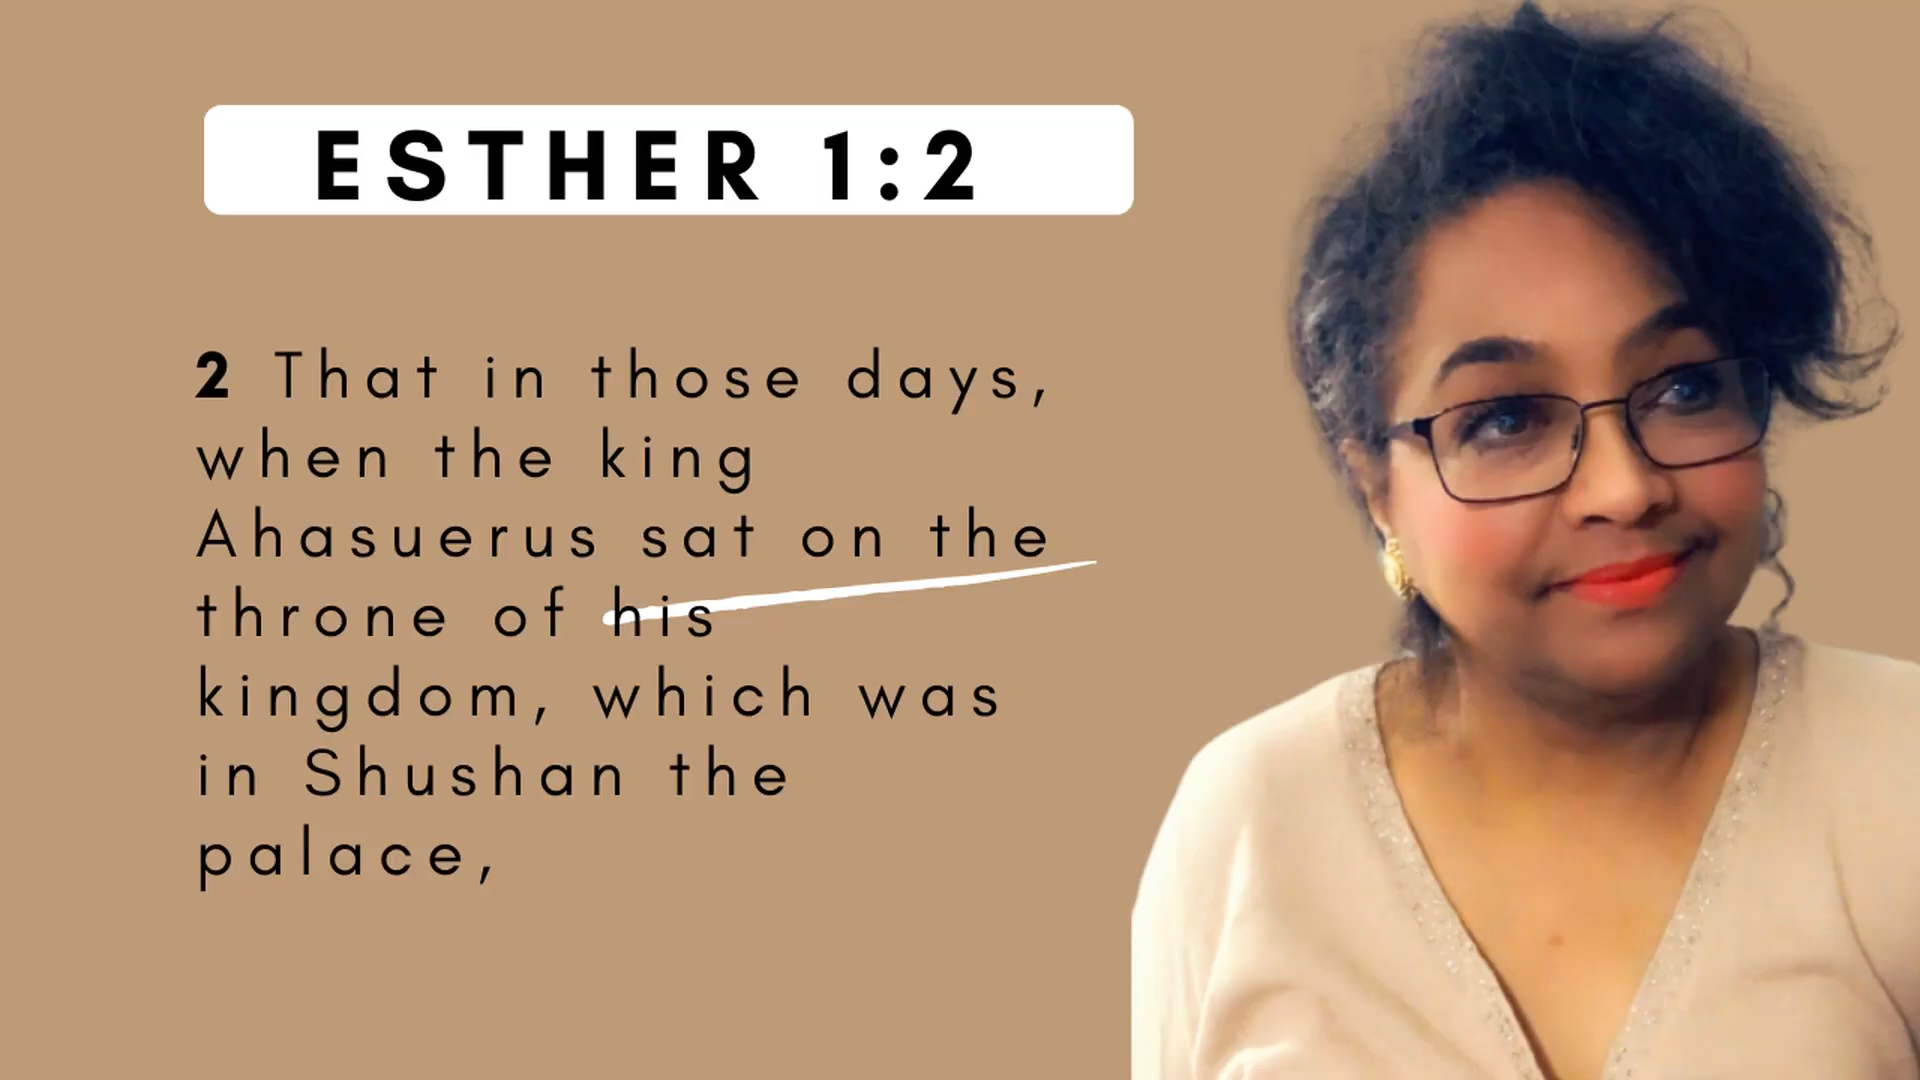 ESTHER 1:2
2 That in those days,
when the king
Ahasuerus sat on the
throne of his
kingdom, which was
in Shushan the
palace,